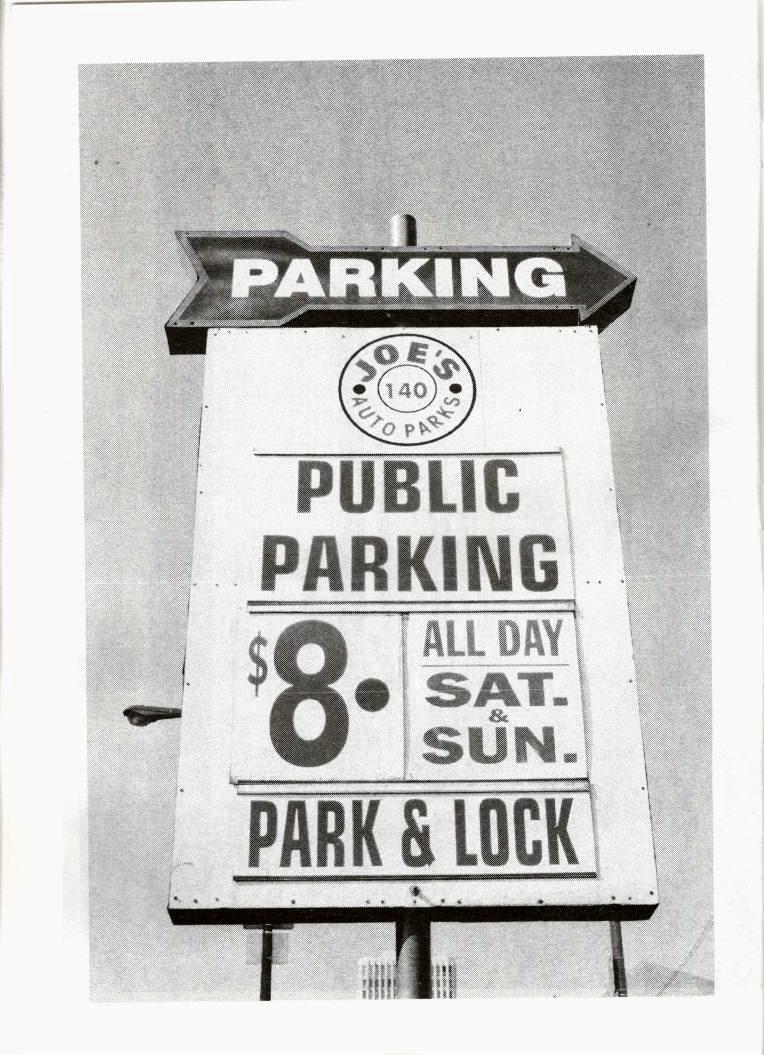 PARKING
JOE'S
140
AUTO PARKS
PUBLIC
PARKING
$8.
ALL DAY
SAT.
&
SUN.
PARK & LOCK